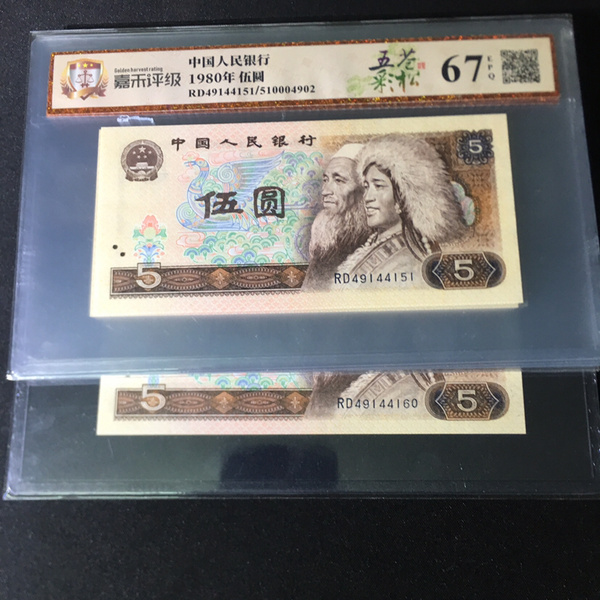 Golden harvest rating
嘉禾评级
中国人民银行
1980年 伍圆
RD49144151/510004902
五彩
苍松
67
EPQ
中国人民银行
5
伍圆
5
RD49144151
5
5
RD49144160
5